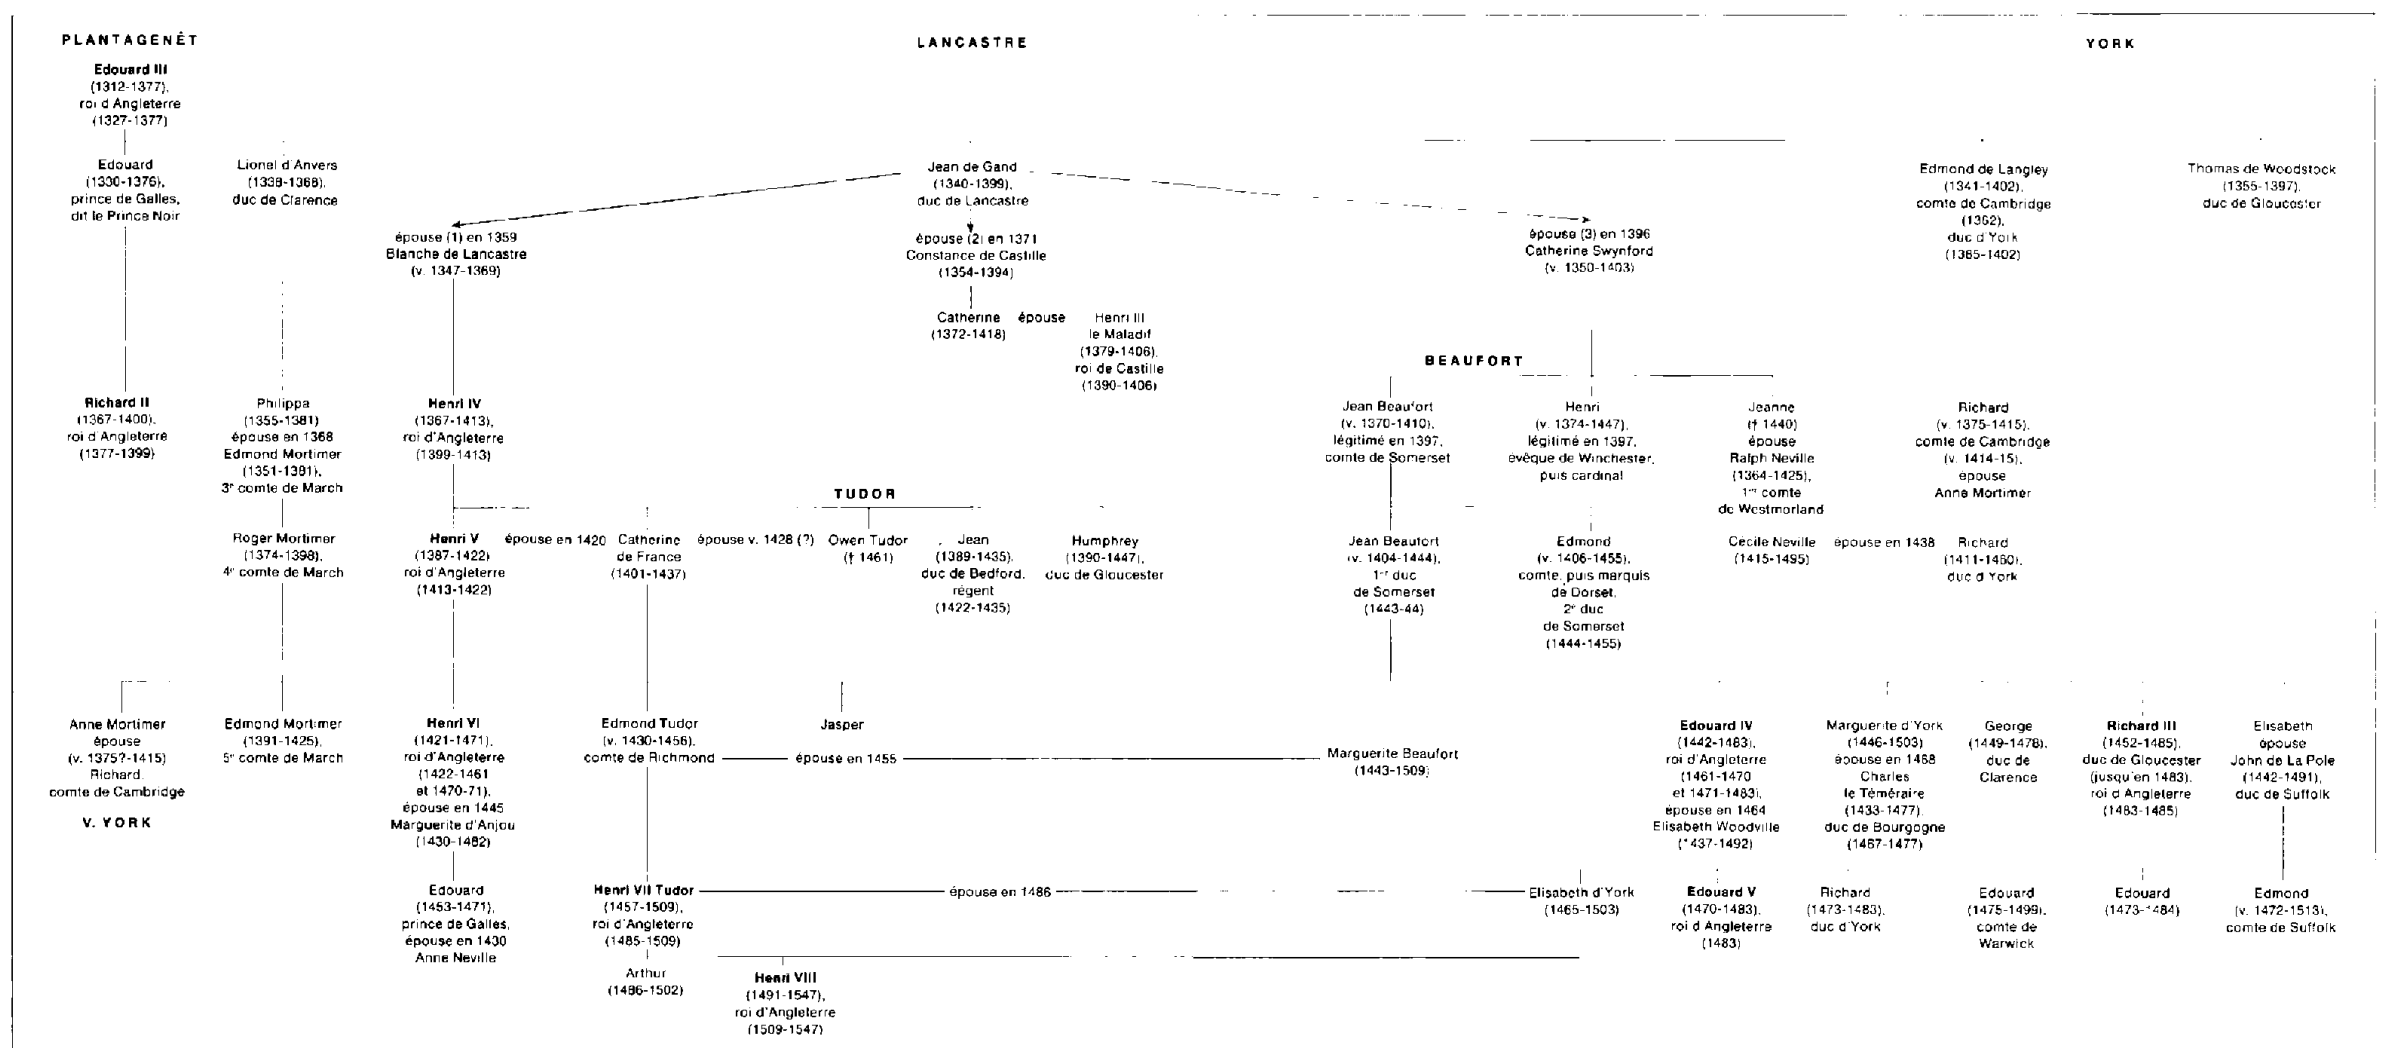 PLANTAGENÊT
LANCASTRE
YORK
Edouard III
(1312-1377),
roi d'Angleterre
(1327-1377)
Edouard
(1330-1376),
prince de Galles,
dit le Prince Noir
Lionel d'Anvers
(1338-1368),
duc de Clarence
Jean de Gand
(1340-1399),
duc de Lancastre
Edmond de Langley
(1341-1402),
comte de Cambridge
(1362),
duc d'York
(1385-1402)
Thomas de Woodstock
(1355-1397),
duc de Gloucester
épouse (1) en 1359
Blanche de Lancastre
(v. 1347-1369)
épouse (2) en 1371
Constance de Castille
(1354-1394)
épouse (3) en 1396
Catherine Swynford
(v. 1350-1403)
Catherine
(1372-1418)
épouse
Henri III
le Maladif
(1379-1406),
roi de Castille
(1390-1406)
BEAUFORT
Richard II
(1367-1400),
roi d'Angleterre
(1377-1399)
Philippa
(1355-1381)
épouse en 1368
Edmond Mortimer
(1351-1381),
3e comte de March
Henri IV
(1367-1413),
roi d'Angleterre
(1399-1413)
Jean Beaufort
(v. 1370-1410),
légitimé en 1397,
comte de Somerset
Henri
(v. 1374-1447),
légitimé en 1397,
évêque de Winchester,
puis cardinal
Jeanne
(† 1440)
épouse
Ralph Neville
(1364-1425),
1er comte
de Westmorland
Richard
(v. 1375-1415),
comte de Cambridge
(v. 1414-15),
épouse
Anne Mortimer
TUDOR
Roger Mortimer
(1374-1398),
4e comte de March
Henri V
(1387-1422)
roi d'Angleterre
(1413-1422)
épouse en 1420
Catherine
de France
(1401-1437)
épouse v. 1428 (?)
Owen Tudor
(† 1461)
Jean
(1389-1435),
duc de Bedford,
régent
(1422-1435)
Humphrey
(1390-1447),
duc de Gloucester
Jean Beaufort
(v. 1404-1444),
1er duc
de Somerset
(1443-44)
Edmond
(v. 1406-1455),
comte, puis marquis
de Dorset,
2e duc
de Somerset
(1444-1455)
Cécile Neville
(1415-1495)
épouse en 1438
Richard
(1411-1460),
duc d'York
Anne Mortimer
épouse
(v. 1375?-1415)
Richard,
comte de Cambridge
V. YORK
Edmond Mortimer
(1391-1425),
5e comte de March
Henri VI
(1421-1471),
roi d'Angleterre
(1422-1461
et 1470-71),
épouse en 1445
Marguerite d'Anjou
(1430-1482)
Edmond Tudor
(v. 1430-1456),
comte de Richmond
Jasper
épouse en 1455
Marguerite Beaufort
(1443-1509)
Edouard IV
(1442-1483),
roi d'Angleterre
(1461-1470
et 1471-1483),
épouse en 1464
Elisabeth Woodville
(1437-1492)
Marguerite d'York
(1446-1503)
épouse en 1468
Charles
le Téméraire
(1433-1477),
duc de Bourgogne
(1467-1477)
George
(1449-1478),
duc de
Clarence
Richard III
(1452-1485),
duc de Gloucester
(jusqu'en 1483),
roi d'Angleterre
(1483-1485)
Elisabeth
épouse
John de La Pole
(1442-1491),
duc de Suffolk
Edouard
(1453-1471),
prince de Galles,
épouse en 1430
Anne Neville
Henri VII Tudor
(1457-1509),
roi d'Angleterre
(1485-1509)
épouse en 1486
Elisabeth d'York
(1465-1503)
Edouard V
(1470-1483),
roi d'Angleterre
(1483)
Richard
(1473-1483),
duc d'York
Edouard
(1475-1499),
comte de
Warwick
Edouard
(1473-1484)
Edmond
(v. 1472-1513),
comte de Suffolk
Arthur
(1486-1502)
Henri VIII
(1491-1547),
roi d'Angleterre
(1509-1547)